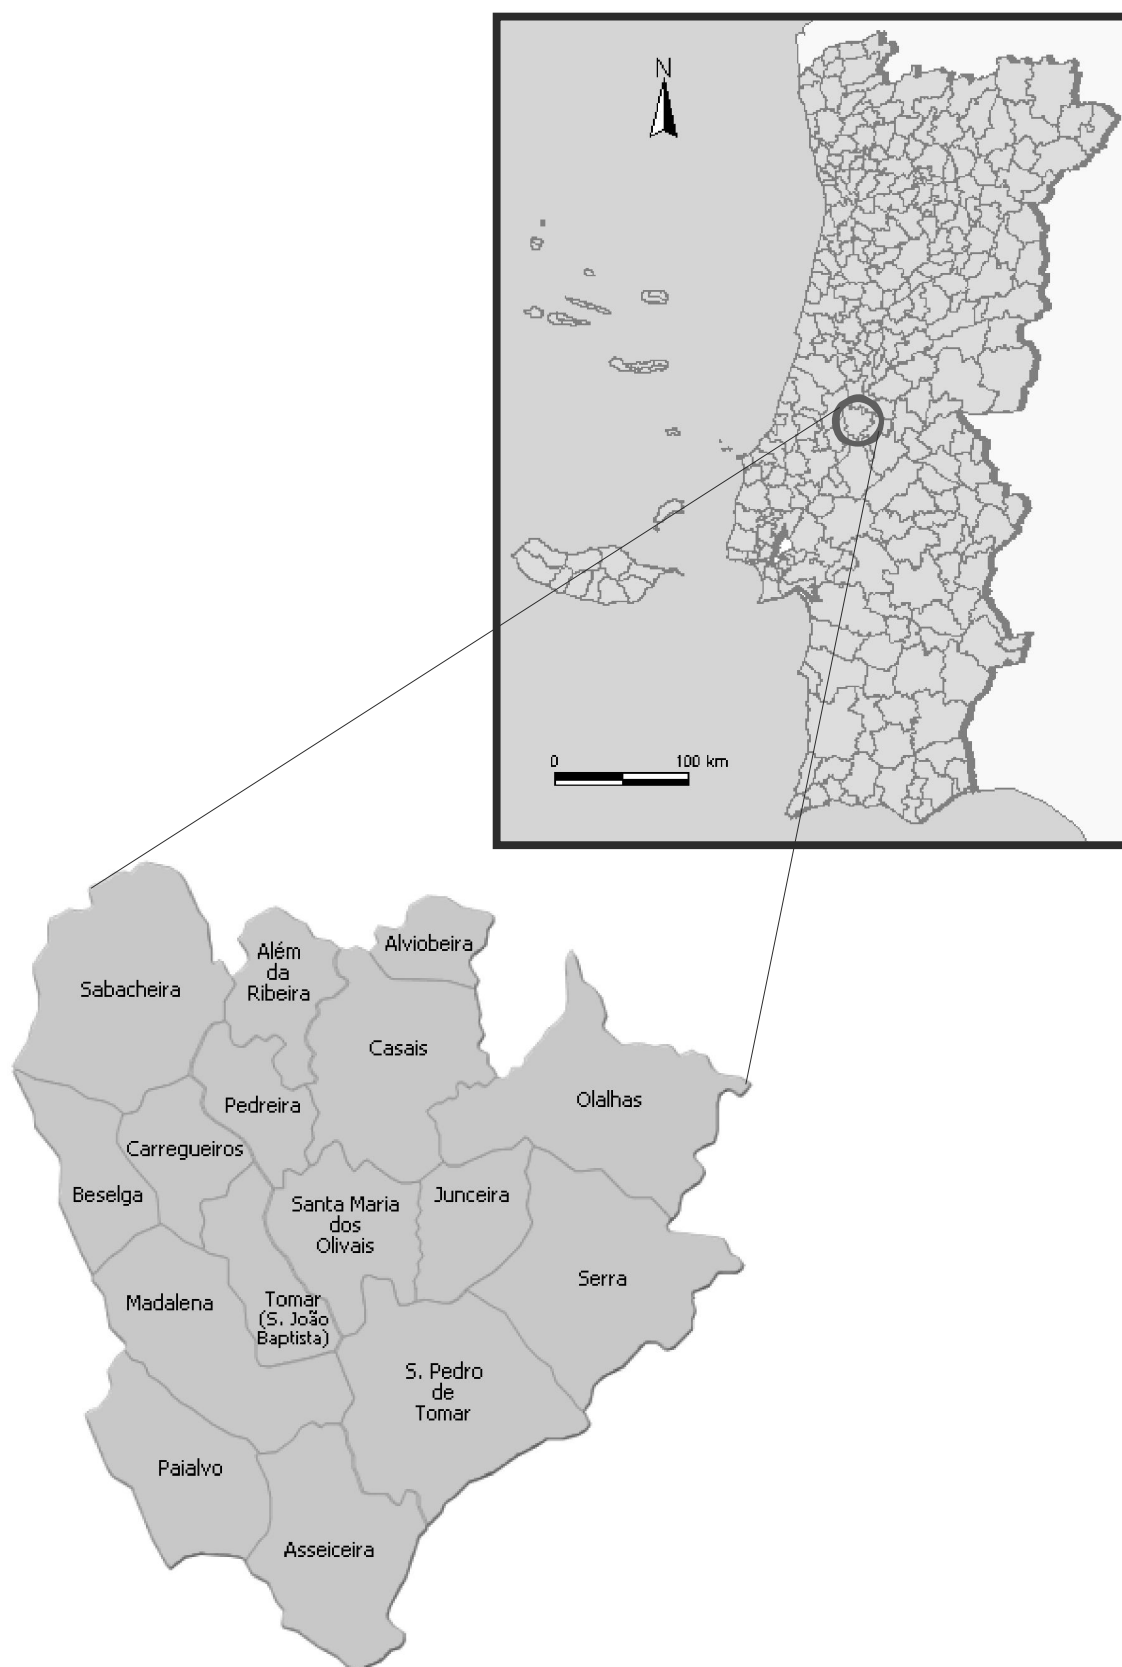 N
0 100 km
Alviobeira
Além
da
Ribeira
Sabacheira
Casais
Olalhas
Pedreira
Carregueiros
Beselga
Junceira
Santa Maria
dos
Olivais
Serra
Madalena
Tomar
(S. João
Baptista)
S. Pedro
de
Tomar
Paialvo
Asseiceira